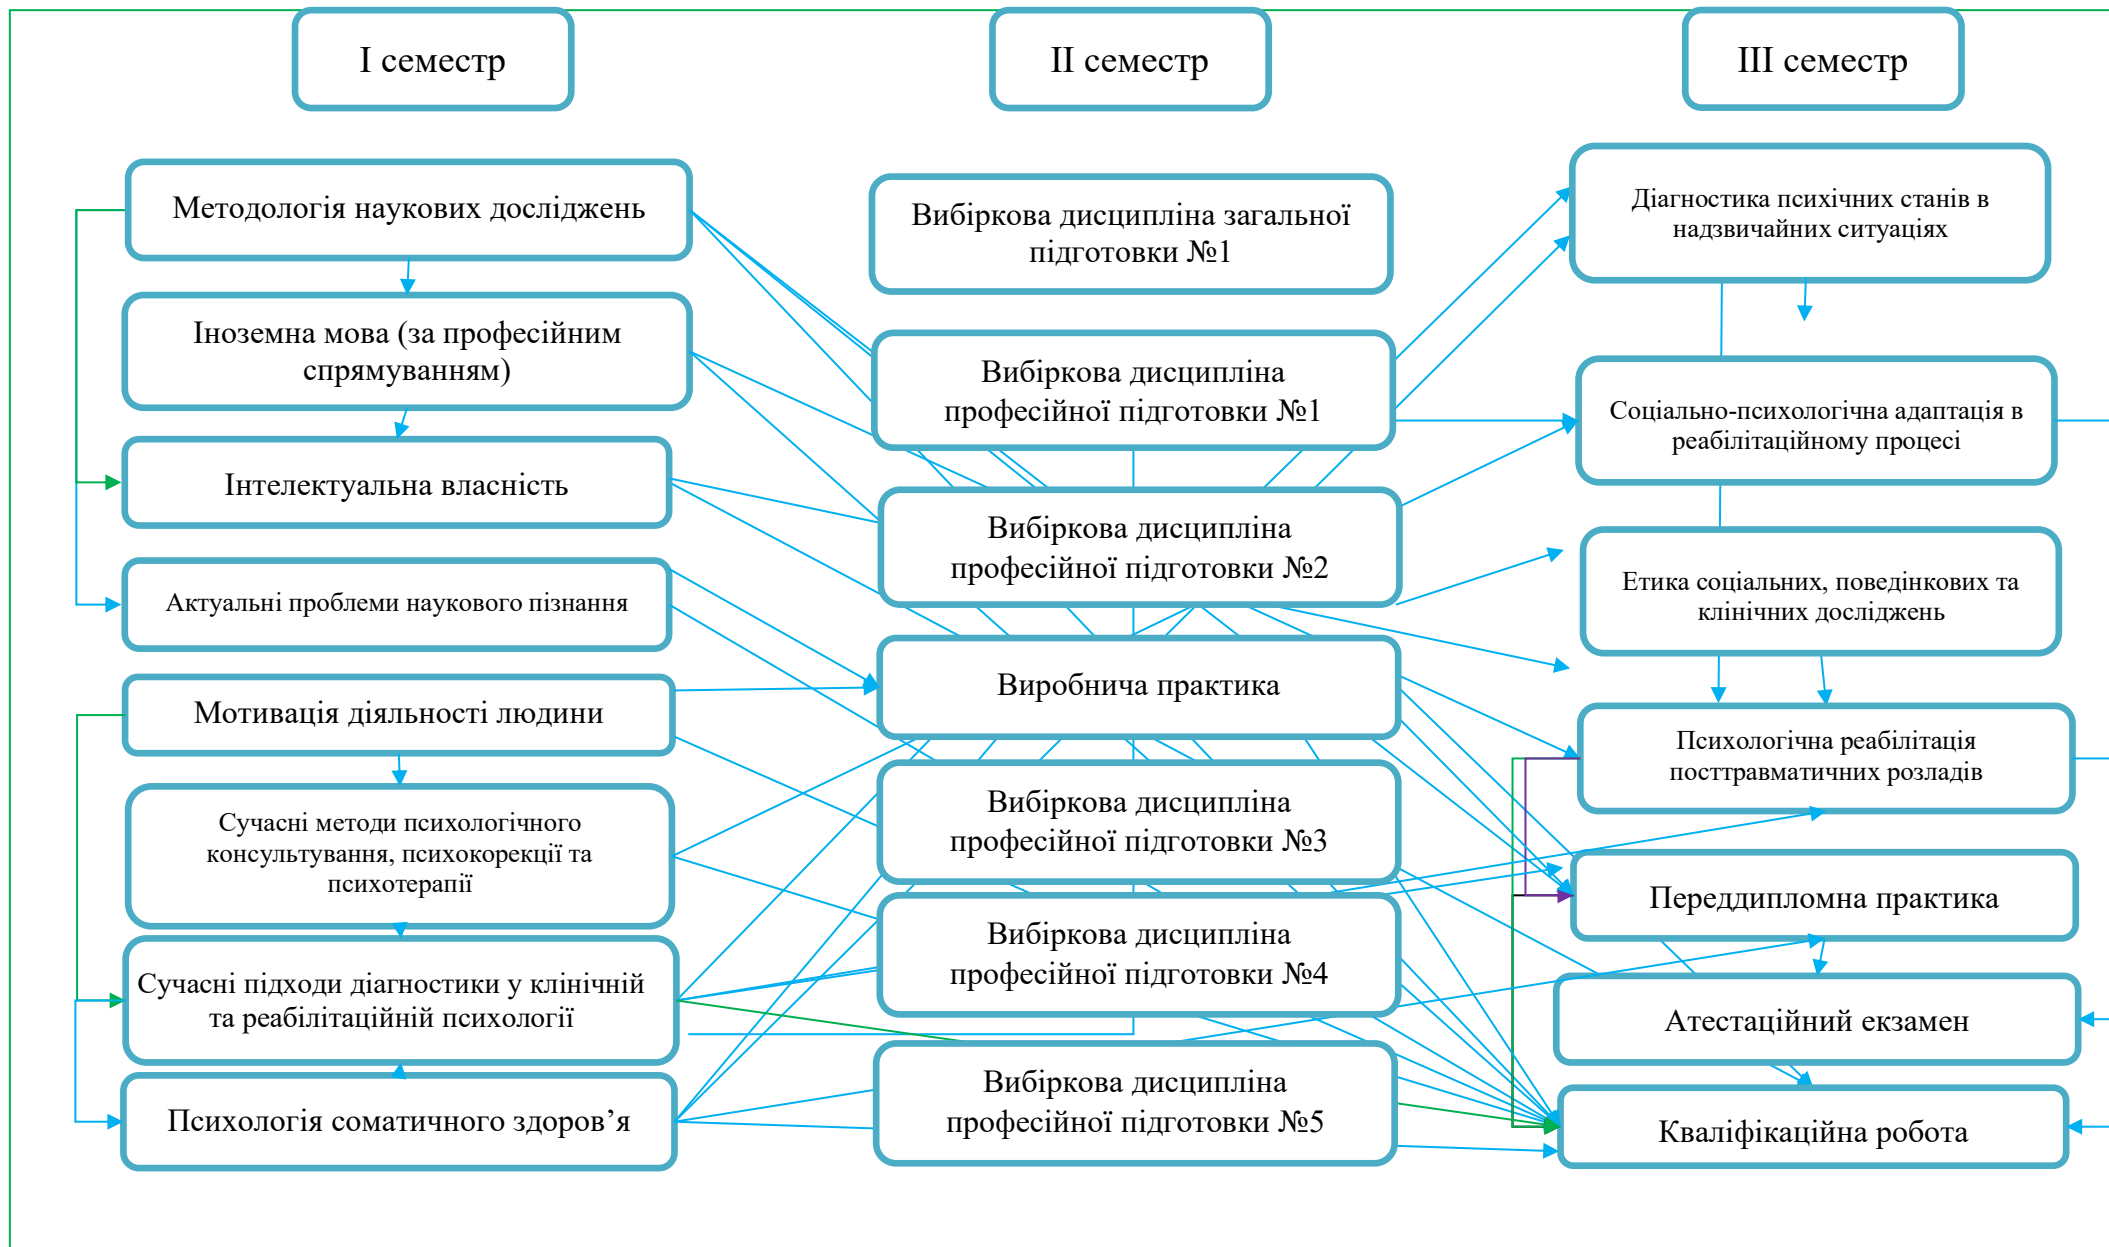 І семестр
ІІ семестр
ІІІ семестр
Методологія наукових досліджень
Іноземна мова (за професійним
спрямуванням)
Інтелектуальна власність
Актуальні проблеми наукового пізнання
Мотивація діяльності людини
Сучасні методи психологічного
консультування, психокорекції та
психотерапії
Сучасні підходи діагностики у клінічній
та реабілітаційній психології
Психологія соматичного здоров’я
Вибіркова дисципліна загальної
підготовки №1
Вибіркова дисципліна
професійної підготовки №1
Вибіркова дисципліна
професійної підготовки №2
Виробнича практика
Вибіркова дисципліна
професійної підготовки №3
Вибіркова дисципліна
професійної підготовки №4
Вибіркова дисципліна
професійної підготовки №5
Діагностика психічних станів в
надзвичайних ситуаціях
Соціально-психологічна адаптація в
реабілітаційному процесі
Етика соціальних, поведінкових та
клінічних досліджень
Психологічна реабілітація
посттравматичних розладів
Переддипломна практика
Атестаційний екзамен
Кваліфікаційна робота